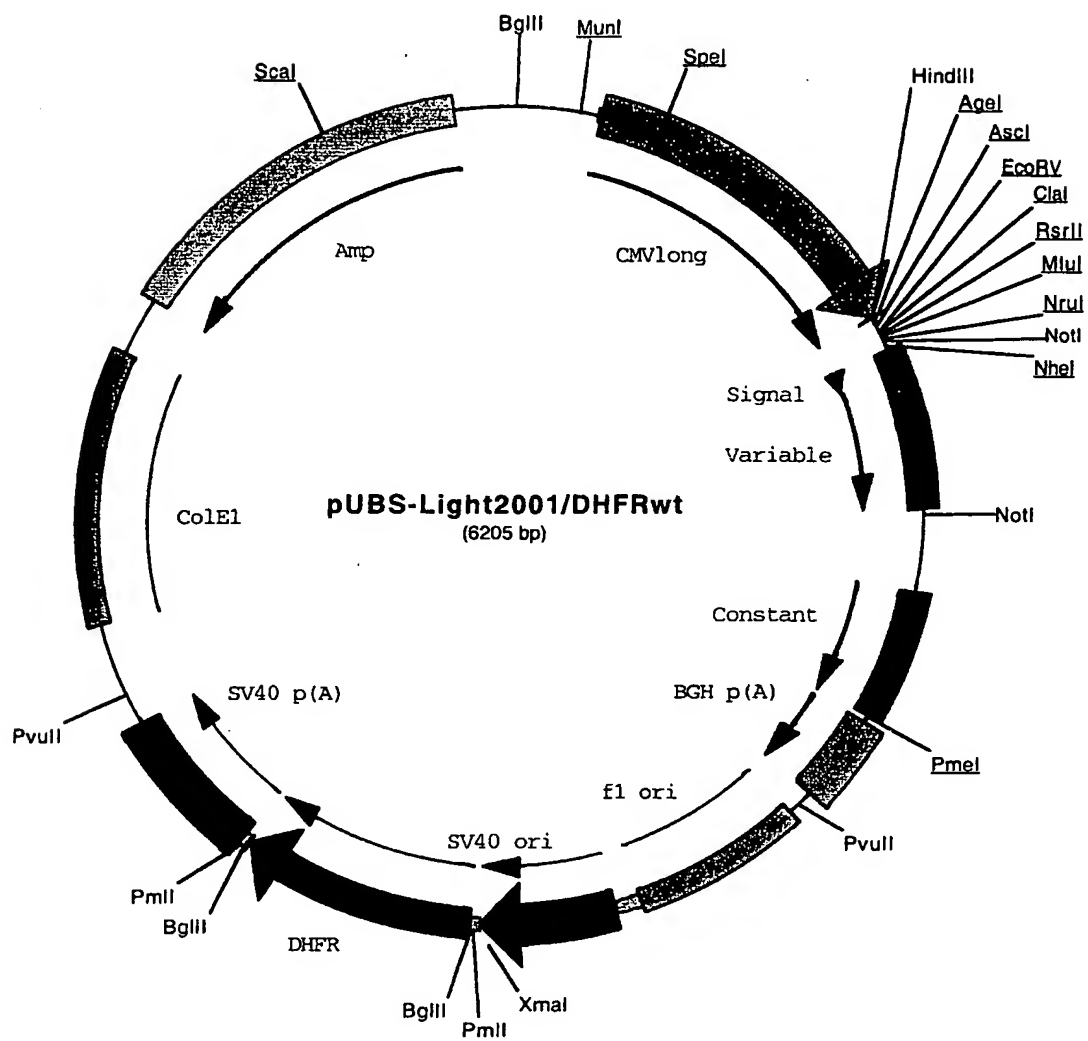 BglII
MunI
ScaI
SpeI
HindIII
AgeI
AscI
EcoRV
ClaI
RsrII
MluI
NruI
NotI
NheI
Amp
CMVlong
Signal
Variable
pUBS-Light2001/DHFRwt
(6205 bp)
ColE1
NotI
Constant
SV40 p(A)
BGH p(A)
PvuII
PmeI
f1 ori
SV40 ori
PvuII
PmlI
BglII
DHFR
BglII
XmaI
PmlI